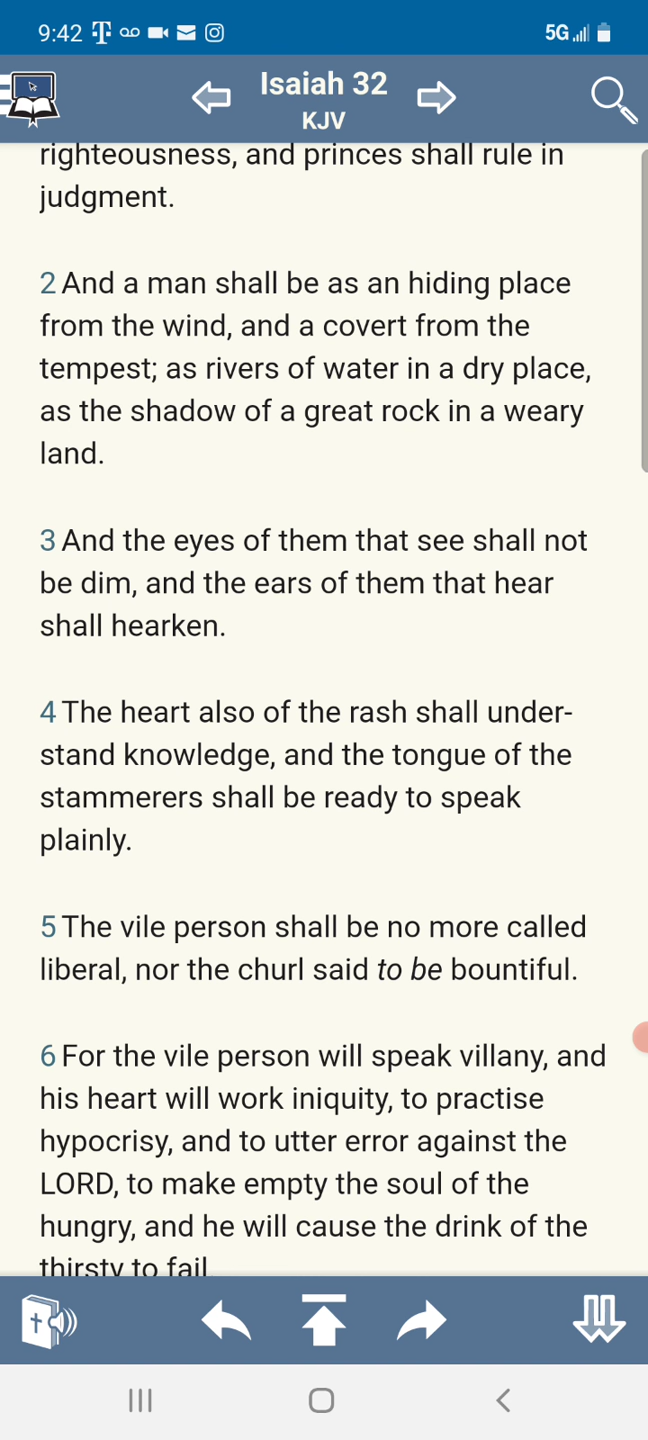 9:42
5G
Isaiah 32
KJV
righteousness, and princes shall rule in
judgment.
2 And a man shall be as an hiding place
from the wind, and a covert from the
tempest; as rivers of water in a dry place,
as the shadow of a great rock in a weary
land.
3 And the eyes of them that see shall not
be dim, and the ears of them that hear
shall hearken.
4 The heart also of the rash shall under-
stand knowledge, and the tongue of the
stammerers shall be ready to speak
plainly.
5 The vile person shall be no more called
liberal, nor the churl said to be bountiful.
6 For the vile person will speak villany, and
his heart will work iniquity, to practise
hypocrisy, and to utter error against the
LORD, to make empty the soul of the
hungry, and he will cause the drink of the
thirsty to fail